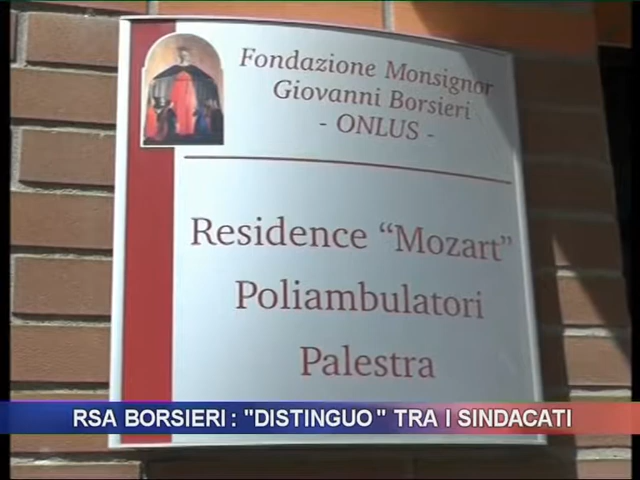 Fondazione Monsignor
Giovanni Borsieri
- ONLUS -
Residence “Mozart”
Poliambulatori
Palestra
RSA BORSIERI: "DISTINGUO" TRA I SINDACATI